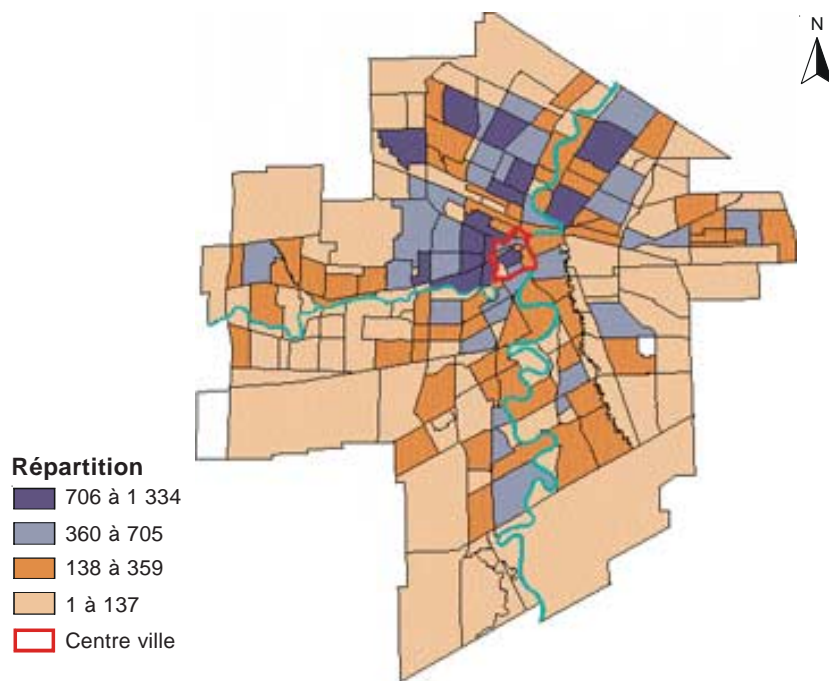 N
Répartition
706 à 1 334
360 à 705
138 à 359
1 à 137
Centre ville